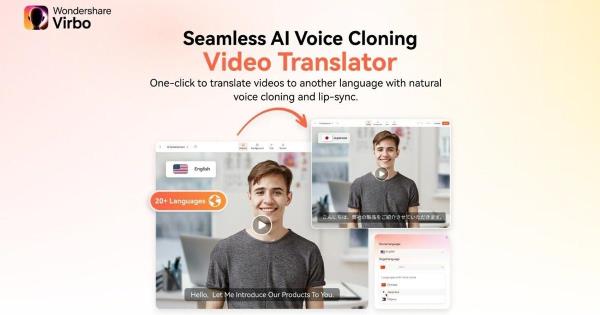 Wondershare
Virbo
Seamless AI Voice Cloning
Video Translator
One-click to translate videos to another language with natural
voice cloning and lip-sync.
English
20+ Languages
Hello, Let Me Introduce Our Products To You.
Japanese
こんにちは、弊社の製品をご紹介させていただきます。
English
Japanese